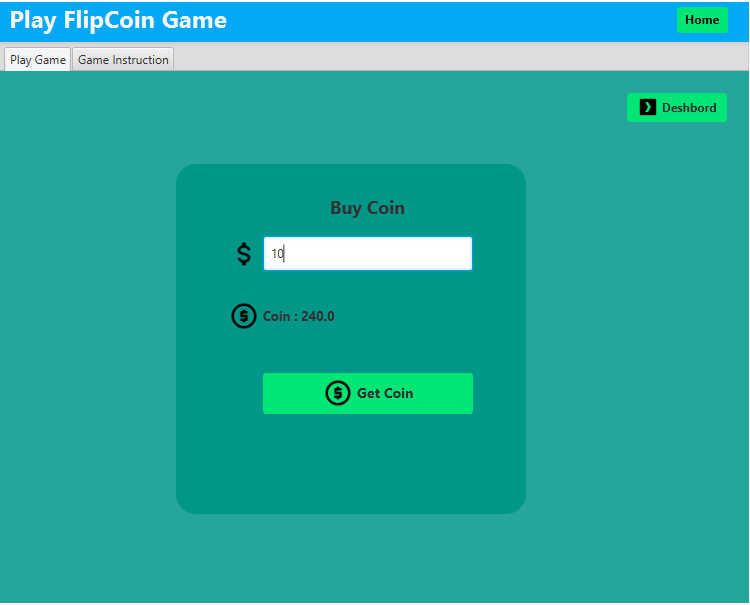 Play FlipCoin Game
Home
Play Game
Game Instruction
Deshbord
Buy Coin
$
10
$ Coin : 240.0
$ Get Coin